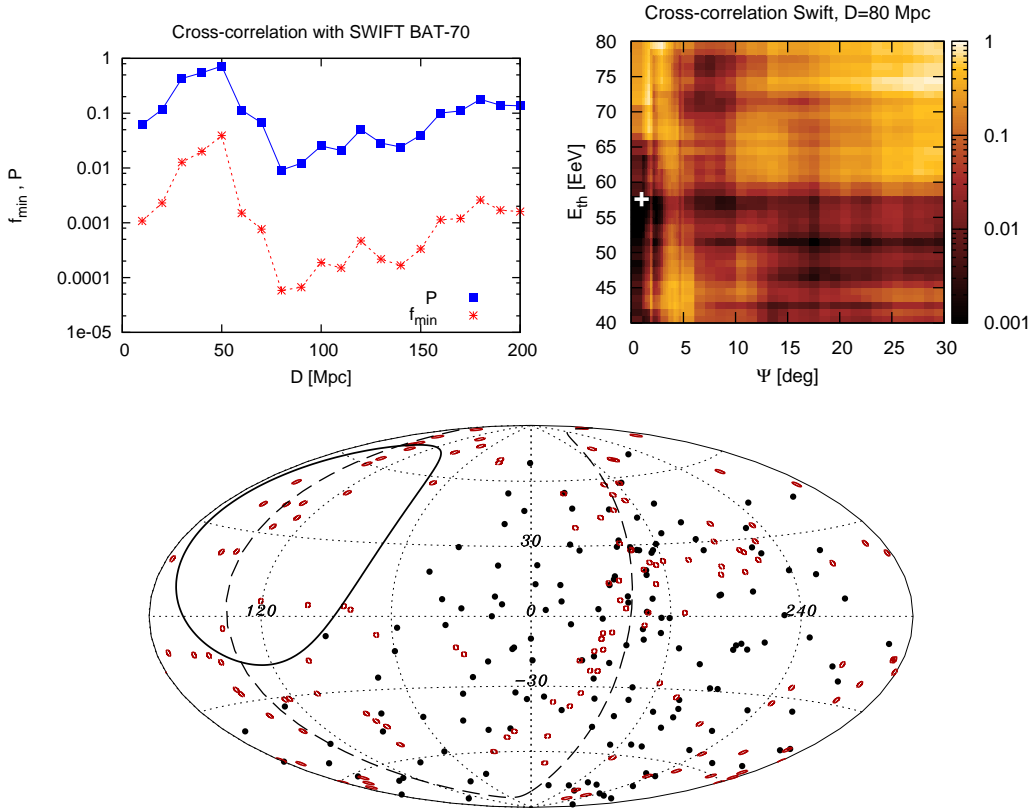 Cross-correlation with SWIFT BAT-70
1
0.1
0.01
0.001
0.0001
1e-05
f_min , P
P
f_min
0 50 100 150 200
D [Mpc]
Cross-correlation Swift, D=80 Mpc
80
75
70
65
60
55
50
45
40
E_th [EeV]
0 5 10 15 20 25 30
Ψ [deg]
1
0.1
0.01
0.001
30
120 0 240
−30